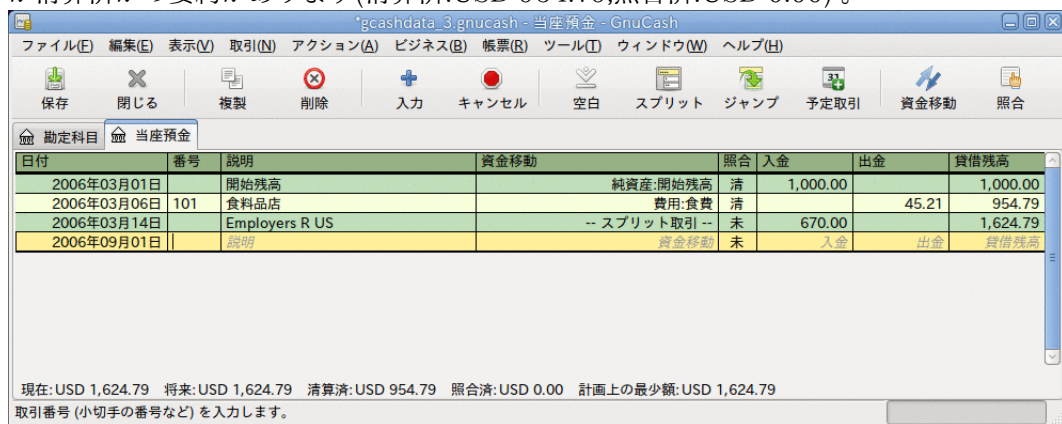 *gcashdata_3.gnucash - 当座預金 - GnuCash
ファイル(F) 編集(E) 表示(V) 取引(N) アクション(A) ビジネス(B) 帳票(R) ツール(T) ウィンドウ(W) ヘルプ(H)
保存 閉じる 複製 削除 入力 キャンセル 空白 スプリット ジャンプ 予定取引 資金移動 照合
勘定科目 当座預金
日付 番号 説明 資金移動 照合 入金 出金 貸借残高
2006年03月01日 開始残高 純資産:開始残高 清 1,000.00 1,000.00
2006年03月06日 101 食料品店 費用:食費 清 45.21 954.79
2006年03月14日 Employers R US -- スプリット取引 -- 未 670.00 1,624.79
2006年09月01日 説明 資金移動 未 入金 出金 貸借残高
現在:USD 1,624.79 将来:USD 1,624.79 清算済:USD 954.79 照合済:USD 0.00 計画上の最少額:USD 1,624.79
取引番号 (小切手の番号など) を入力します。